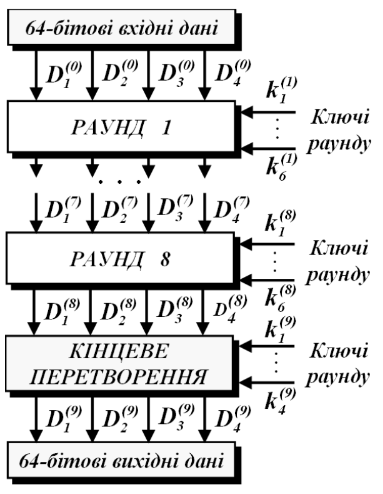 64-бітові вхідні дані
D₁⁽⁰⁾ D₂⁽⁰⁾ D₃⁽⁰⁾ D₄⁽⁰⁾
k₁⁽¹⁾
РАУНД 1
Ключі
раунду
k₆⁽¹⁾
. . .
D₁⁽⁷⁾ D₂⁽⁷⁾ D₃⁽⁷⁾ D₄⁽⁷⁾
k₁⁽⁸⁾
РАУНД 8
Ключі
раунду
k₆⁽⁸⁾
D₁⁽⁸⁾ D₂⁽⁸⁾ D₃⁽⁸⁾ D₄⁽⁸⁾
k₁⁽⁹⁾
КІНЦЕВЕ
ПЕРЕТВОРЕННЯ
Ключі
раунду
k₄⁽⁹⁾
D₁⁽⁹⁾ D₂⁽⁹⁾ D₃⁽⁹⁾ D₄⁽⁹⁾
64-бітові вихідні дані